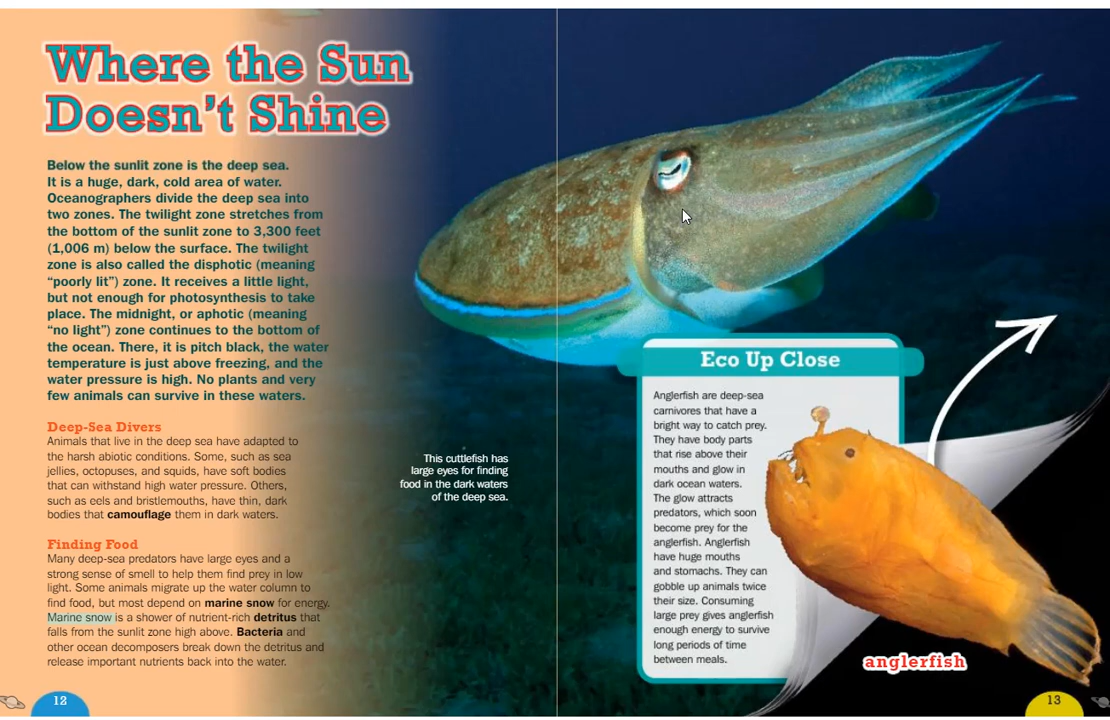 Where the Sun
Doesn't Shine
Below the sunlit zone is the deep sea.
It is a huge, dark, cold area of water.
Oceanographers divide the deep sea into
two zones. The twilight zone stretches from
the bottom of the sunlit zone to 3,300 feet
(1,006 m) below the surface. The twilight
zone is also called the disphotic (meaning
“poorly lit”) zone. It receives a little light,
but not enough for photosynthesis to take
place. The midnight, or aphotic (meaning
“no light”) zone continues to the bottom of
the ocean. There, it is pitch black, the water
temperature is just above freezing, and the
water pressure is high. No plants and very
few animals can survive in these waters.
Deep-Sea Divers
Animals that live in the deep sea have adapted to
the harsh abiotic conditions. Some, such as sea
jellies, octopuses, and squids, have soft bodies
that can withstand high water pressure. Others,
such as eels and bristlemouths, have thin, dark
bodies that camouflage them in dark waters.
Finding Food
Many deep-sea predators have large eyes and a
strong sense of smell to help them find prey in low
light. Some animals migrate up the water column to
find food, but most depend on marine snow for energy.
Marine snow is a shower of nutrient-rich detritus that
falls from the sunlit zone high above. Bacteria and
other ocean decomposers break down the detritus and
release important nutrients back into the water.
12
This cuttlefish has
large eyes for finding
food in the dark waters
of the deep sea.
Eco Up Close
Anglerfish are deep-sea
carnivores that have a
bright way to catch prey.
They have body parts
that rise above their
mouths and glow in
dark ocean waters.
The glow attracts
predators, which soon
become prey for the
anglerfish. Anglerfish
have huge mouths
and stomachs. They can
gobble up animals twice
their size. Consuming
large prey gives anglerfish
enough energy to survive
long periods of time
between meals.
anglerfish
13